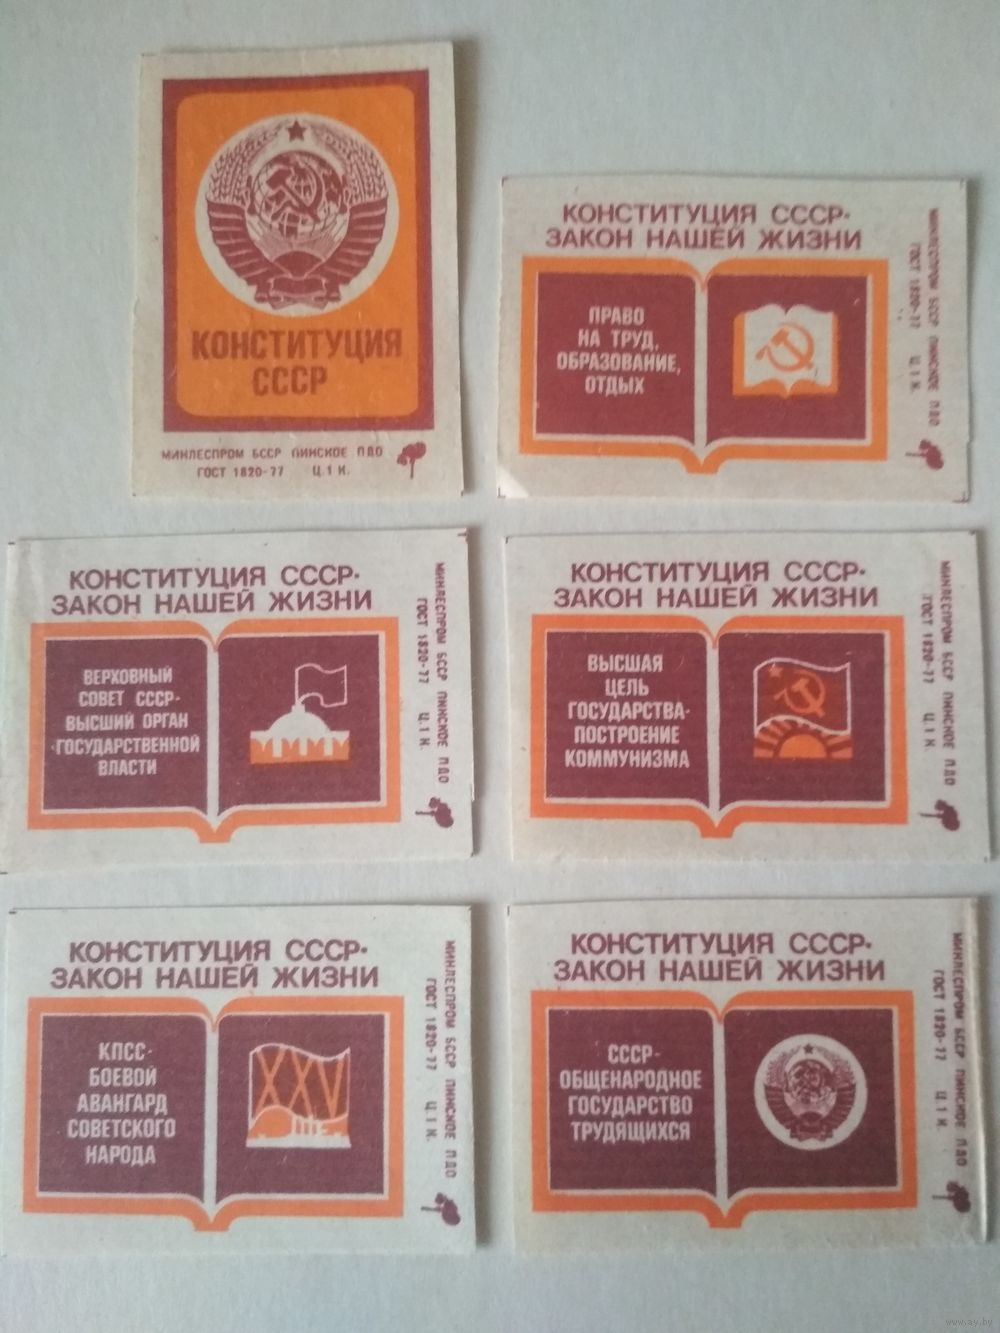 КОНСТИТУЦИЯ
СССР
МИНЛЕСПРОМ БССР ПИНСКОЕ ПДО
ГОСТ 1820-77 Ц.1 К.
КОНСТИТУЦИЯ СССР-
ЗАКОН НАШЕЙ ЖИЗНИ
ПРАВО
НА ТРУД,
ОБРАЗОВАНИЕ,
ОТДЫХ
МИНЛЕСПРОМ БССР ПИНСКОЕ ПДО
ГОСТ 1820-77 Ц.1 К.
КОНСТИТУЦИЯ СССР-
ЗАКОН НАШЕЙ ЖИЗНИ
ВЕРХОВНЫЙ
СОВЕТ СССР-
ВЫСШИЙ ОРГАН
ГОСУДАРСТВЕННОЙ
ВЛАСТИ
МИНЛЕСПРОМ БССР ПИНСКОЕ ПДО
ГОСТ 1820-77 Ц.1 К.
КОНСТИТУЦИЯ СССР-
ЗАКОН НАШЕЙ ЖИЗНИ
ВЫСШАЯ
ЦЕЛЬ
ГОСУДАРСТВА-
ПОСТРОЕНИЕ
КОММУНИЗМА
МИНЛЕСПРОМ БССР ПИНСКОЕ ПДО
ГОСТ 1820-77 Ц.1 К.
КОНСТИТУЦИЯ СССР-
ЗАКОН НАШЕЙ ЖИЗНИ
КПСС-
БОЕВОЙ
АВАНГАРД
СОВЕТСКОГО
НАРОДА
XXV
МИНЛЕСПРОМ БССР ПИНСКОЕ ПДО
ГОСТ 1820-77 Ц.1 К.
КОНСТИТУЦИЯ СССР-
ЗАКОН НАШЕЙ ЖИЗНИ
СССР-
ОБЩЕНАРОДНОЕ
ГОСУДАРСТВО
ТРУДЯЩИХСЯ
МИНЛЕСПРОМ БССР ПИНСКОЕ ПДО
ГОСТ 1820-77 Ц.1 К.
www.ay.by